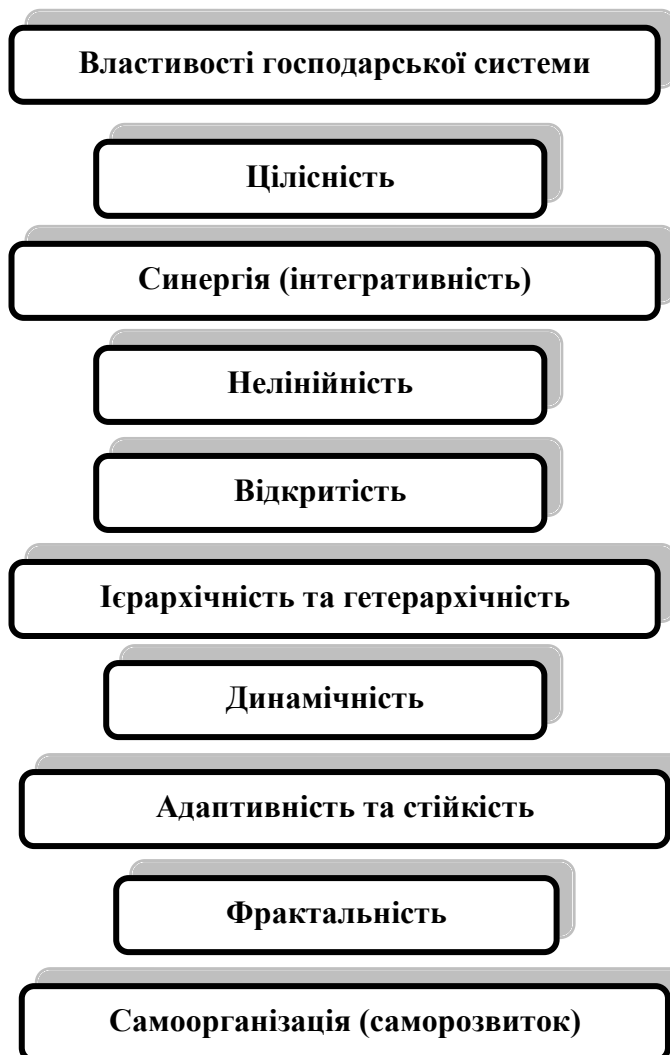 Властивості господарської системи
Цілісність
Синергія (інтегративність)
Нелінійність
Відкритість
Ієрархічність та гетерархічність
Динамічність
Адаптивність та стійкість
Фрактальність
Самоорганізація (саморозвиток)